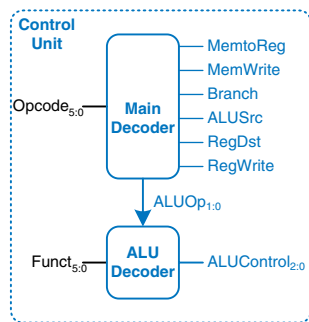 Control
Unit
MemtoReg
MemWrite
Branch
Opcode5:0
Main
Decoder
ALUSrc
RegDst
RegWrite
ALUOp1:0
Funct5:0
ALU
Decoder
ALUControl2:0